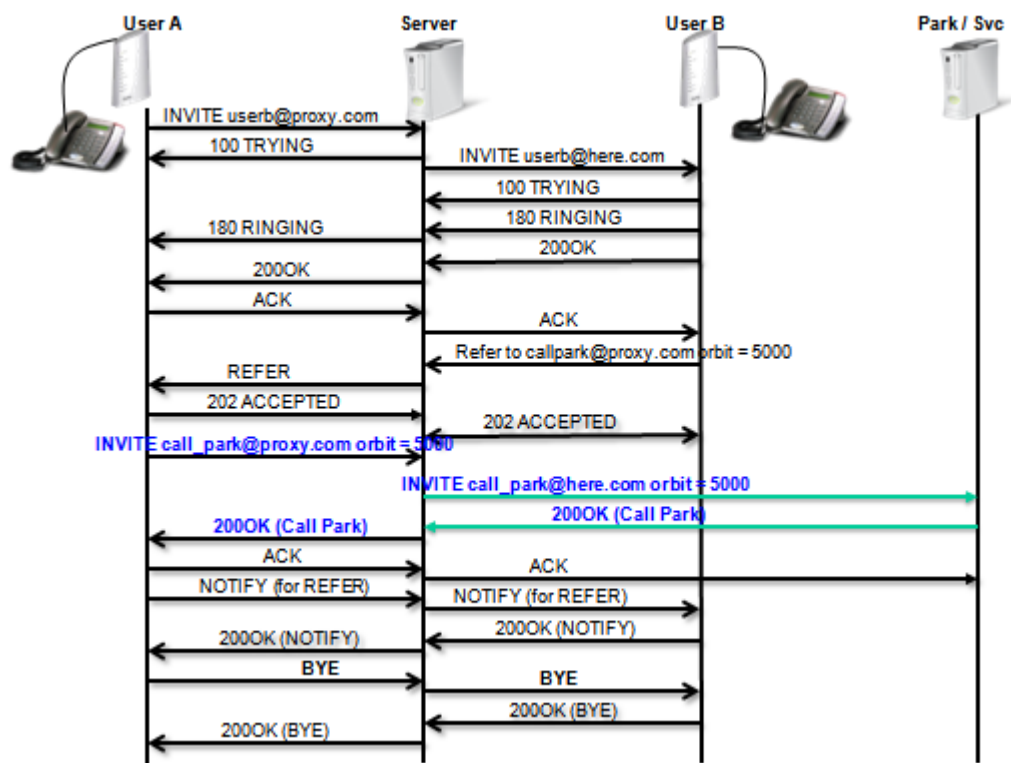 User A
Server
User B
Park / Svc
INVITE userb@proxy.com
100 TRYING
INVITE userb@here.com
100 TRYING
180 RINGING
180 RINGING
200OK
200OK
ACK
ACK
Refer to callpark@proxy.com orbit = 5000
REFER
202 ACCEPTED
202 ACCEPTED
INVITE call_park@proxy.com orbit = 5000
INVITE call_park@here.com orbit = 5000
200OK (Call Park)
200OK (Call Park)
ACK
ACK
NOTIFY (for REFER)
NOTIFY (for REFER)
200OK (NOTIFY)
200OK (NOTIFY)
BYE
BYE
200OK (BYE)
200OK (BYE)